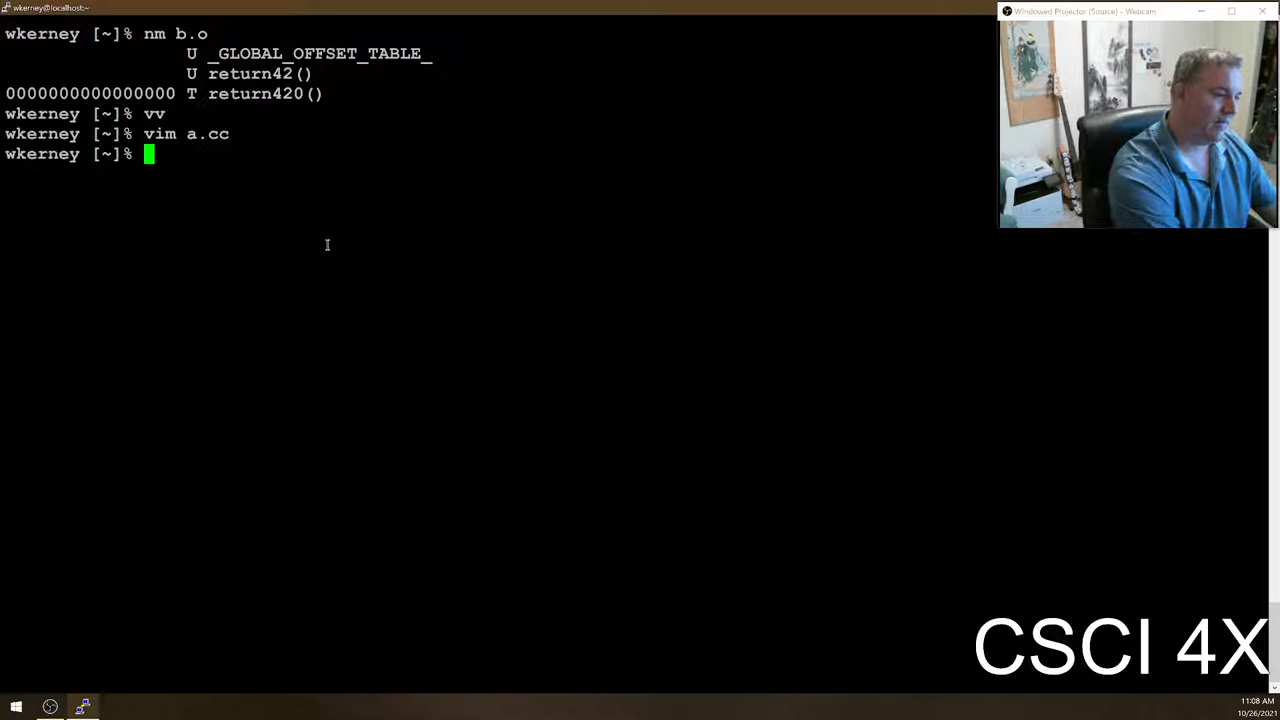 wkerney@localhost:~
wkerney [~]% nm b.o
U _GLOBAL_OFFSET_TABLE_
U return42()
0000000000000000 T return420()
wkerney [~]% vv
wkerney [~]% vim a.cc
wkerney [~]%
Windowed Projector (Source) - Webcam
CSCI 4X
11:08 AM
10/26/2021